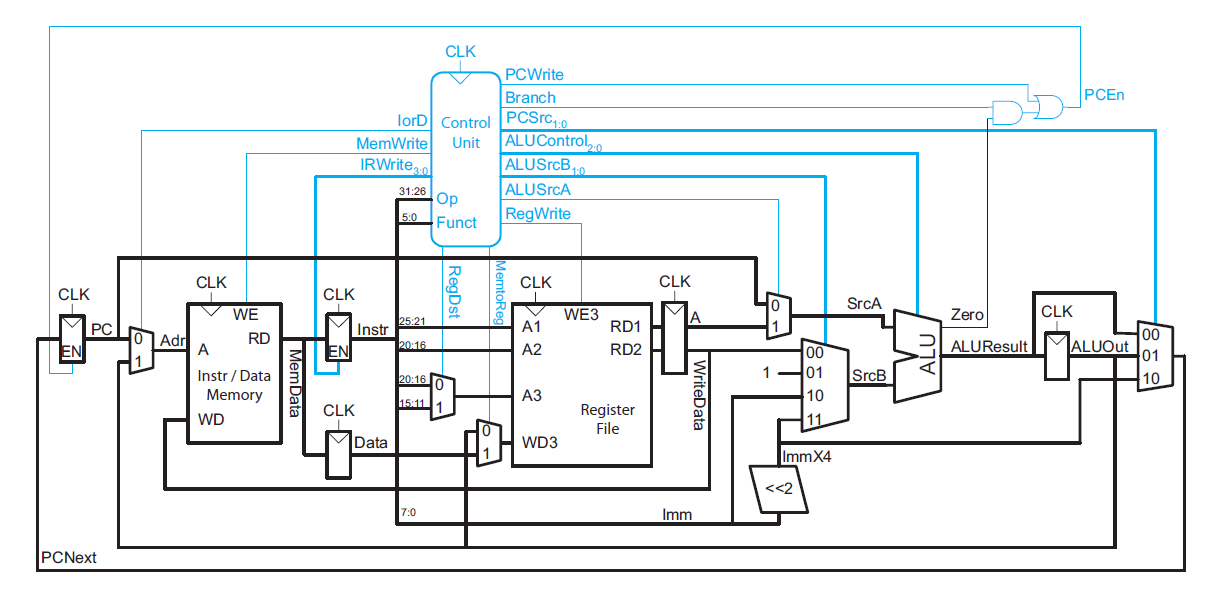 CLK
PCWrite
Branch
PCSrc1:0
ALUControl2:0
ALUSrcB1:0
ALUSrcA
RegWrite
PCEn
Control
Unit
IorD
MemWrite
IRWrite3:0
31:26
Op
5:0
Funct
RegDst
MemtoReg
CLK
PC
EN
0
1
Adr
CLK
WE
A
RD
Instr / Data
Memory
WD
MemData
CLK
Instr
EN
CLK
Data
25:21
20:16
20:16
15:11
0
1
0
1
CLK
WE3
A1
RD1
A2
RD2
A3
Register
File
WD3
CLK
A
WriteData
0
1
SrcA
00
1
01
10
11
SrcB
ALU
Zero
ALUResult
CLK
ALUOut
00
01
10
ImmX4
<<2
7:0
Imm
PCNext